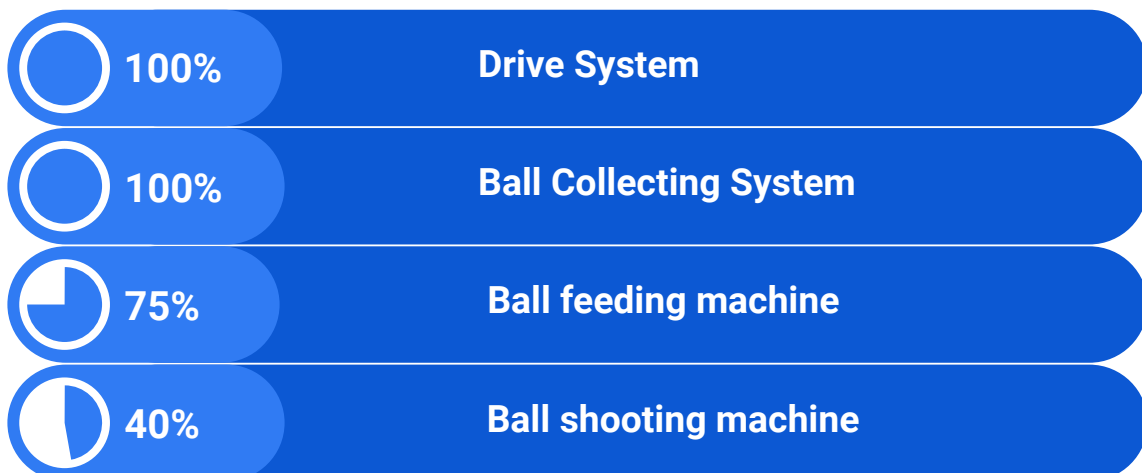 100% Drive System
100% Ball Collecting System
75% Ball feeding machine
40% Ball shooting machine